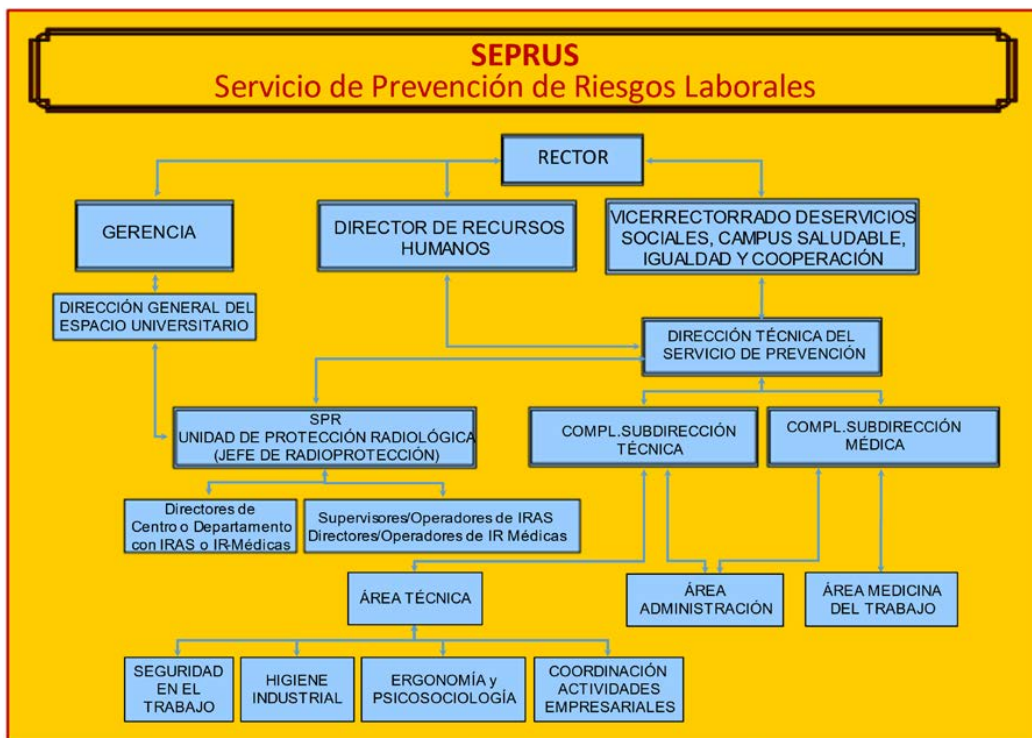 SEPRUS
Servicio de Prevención de Riesgos Laborales
RECTOR
GERENCIA
DIRECTOR DE RECURSOS
HUMANOS
VICERRECTORRADO DESERVICIOS
SOCIALES, CAMPUS SALUDABLE,
IGUALDAD Y COOPERACIÓN
DIRECCIÓN GENERAL DEL
ESPACIO UNIVERSITARIO
DIRECCIÓN TÉCNICA DEL
SERVICIO DE PREVENCIÓN
SPR
UNIDAD DE PROTECCIÓN RADIOLÓGICA
(JEFE DE RADIOPROTECCIÓN)
COMPL.SUBDIRECCIÓN
TÉCNICA
COMPL.SUBDIRECCIÓN
MÉDICA
Directores de
Centro o Departamento
con IRAS o IR-Médicas
Supervisores/Operadores de IRAS
Directores/Operadores de IR Médicas
ÁREA TÉCNICA
ÁREA
ADMINISTRACIÓN
ÁREA MEDICINA
DEL TRABAJO
SEGURIDAD
EN EL
TRABAJO
HIGIENE
INDUSTRIAL
ERGONOMÍA y
PSICOSOCIOLOGÍA
COORDINACIÓN
ACTIVIDADES
EMPRESARIALES